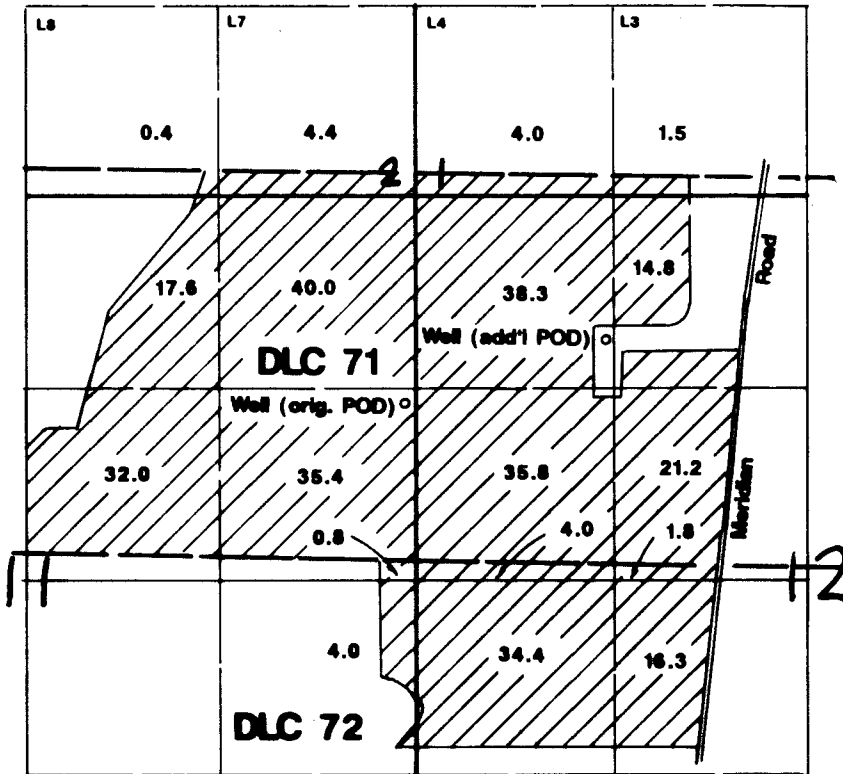 L8 L7 L4 L3
0.4 4.4 4.0 1.5
2 1
17.6 40.0 38.3 14.8
Road
Well (add'l POD)
DLC 71
Well (orig. POD)
32.0 35.4 35.8 21.2
Meridian
0.8 4.0 1.8
11 12
4.0 34.4 16.3
DLC 72